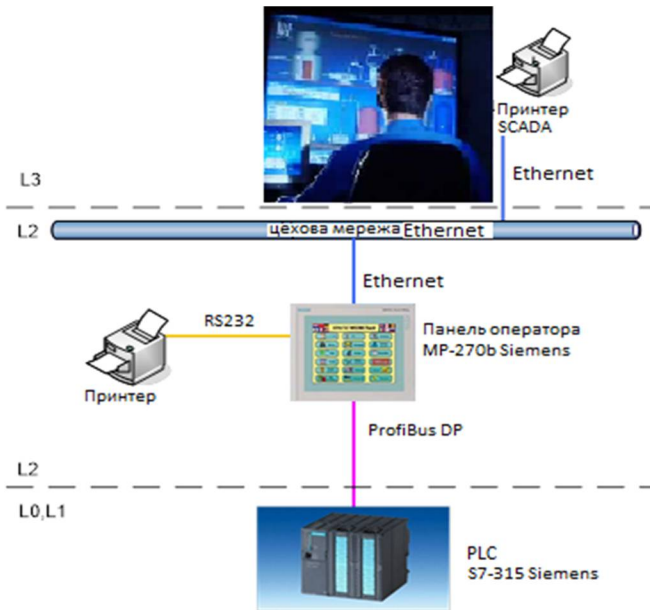 Принтер
SCADA
Ethernet
L3
L2
цехова мережа Ethernet
Ethernet
RS232
Панель оператора
MP-270b Siemens
Принтер
ProfiBus DP
L2
L0,L1
PLC
S7-315 Siemens